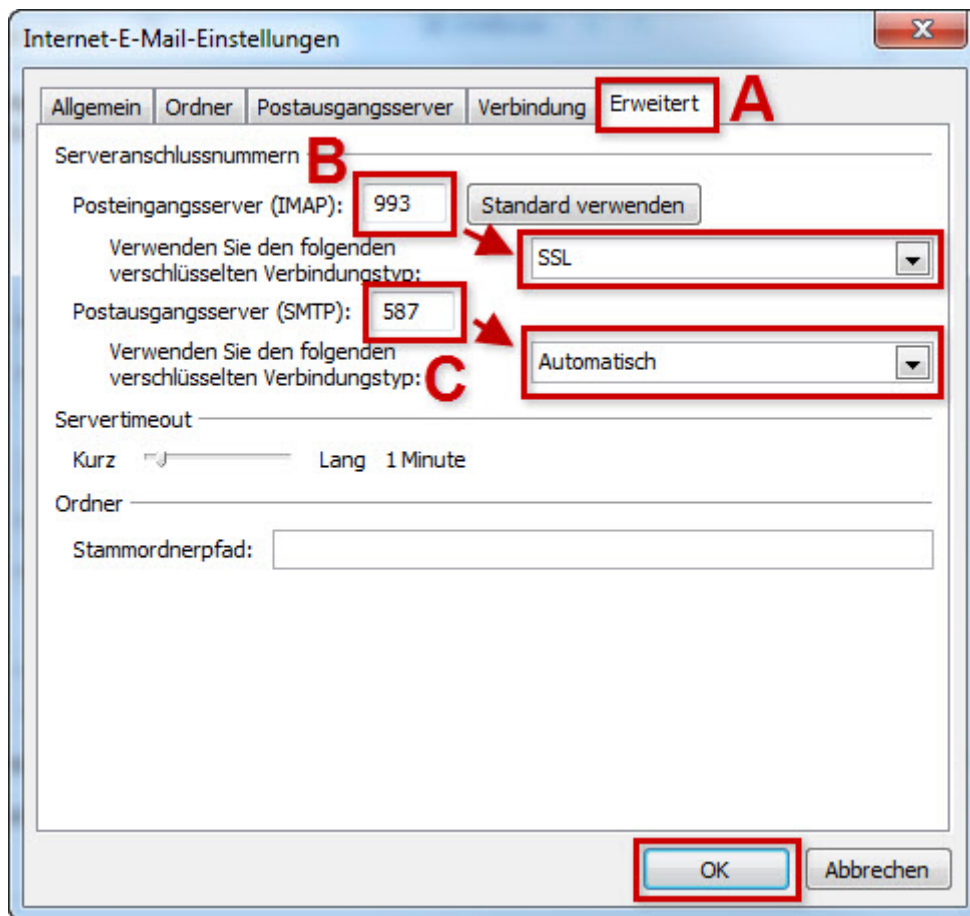 Internet-E-Mail-Einstellungen
Allgemein Ordner Postausgangsserver Verbindung Erweitert A
Serveranschlussnummern B
Posteingangsserver (IMAP): 993 Standard verwenden
Verwenden Sie den folgenden
verschlüsselten Verbindungstyp: SSL
Postausgangsserver (SMTP): 587
Verwenden Sie den folgenden
verschlüsselten Verbindungstyp: C Automatisch
Servertimeout
Kurz Lang 1 Minute
Ordner
Stammordnerpfad:
OK Abbrechen